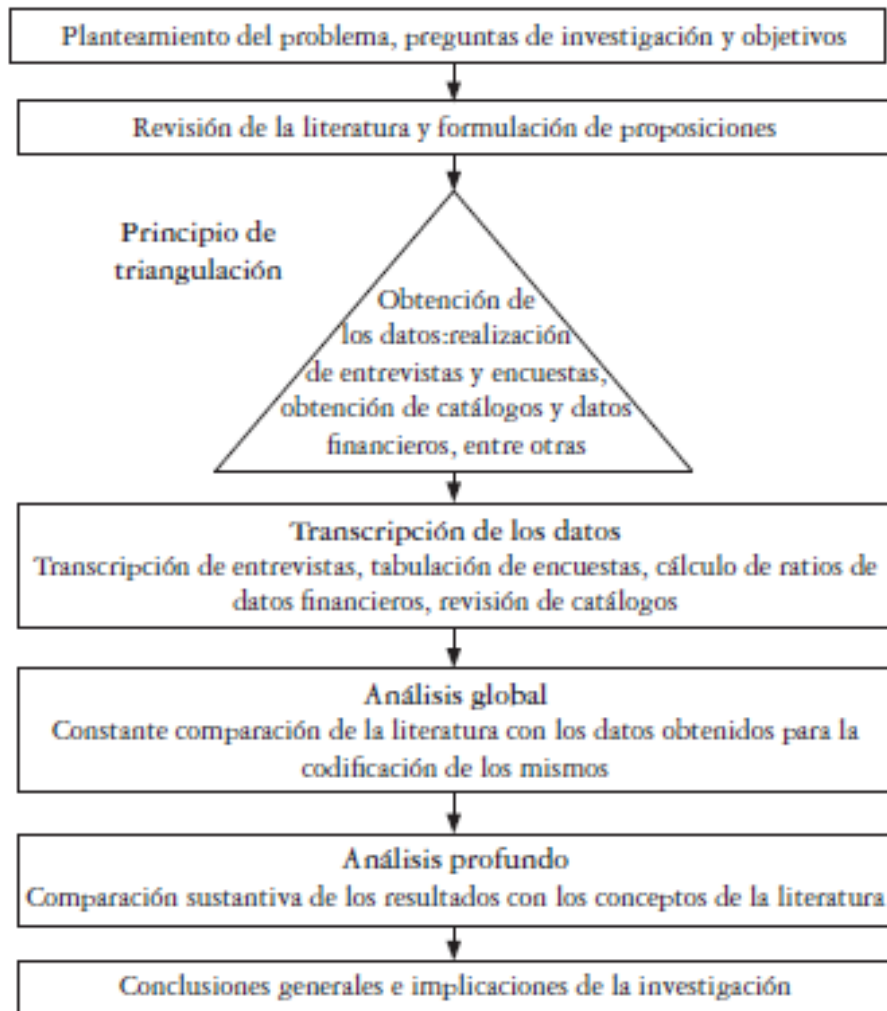 Planteamiento del problema, preguntas de investigación y objetivos
Revisión de la literatura y formulación de proposiciones
Principio de
triangulación
Obtención de
los datos:realización
de entrevistas y encuestas,
obtención de catálogos y datos
financieros, entre otras
Transcripción de los datos
Transcripción de entrevistas, tabulación de encuestas, cálculo de ratios de
datos financieros, revisión de catálogos
Análisis global
Constante comparación de la literatura con los datos obtenidos para la
codificación de los mismos
Análisis profundo
Comparación sustantiva de los resultados con los conceptos de la literatura
Conclusiones generales e implicaciones de la investigación